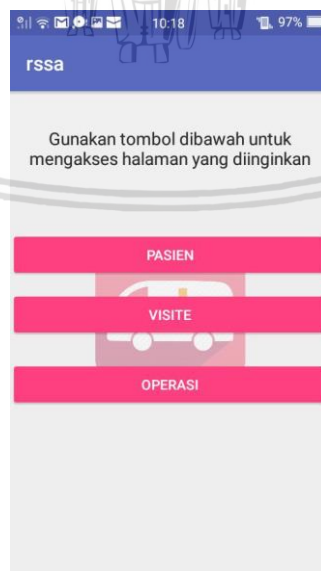 10:18
97%
rssa
Gunakan tombol dibawah untuk
mengakses halaman yang diinginkan
PASIEN
VISITE
OPERASI